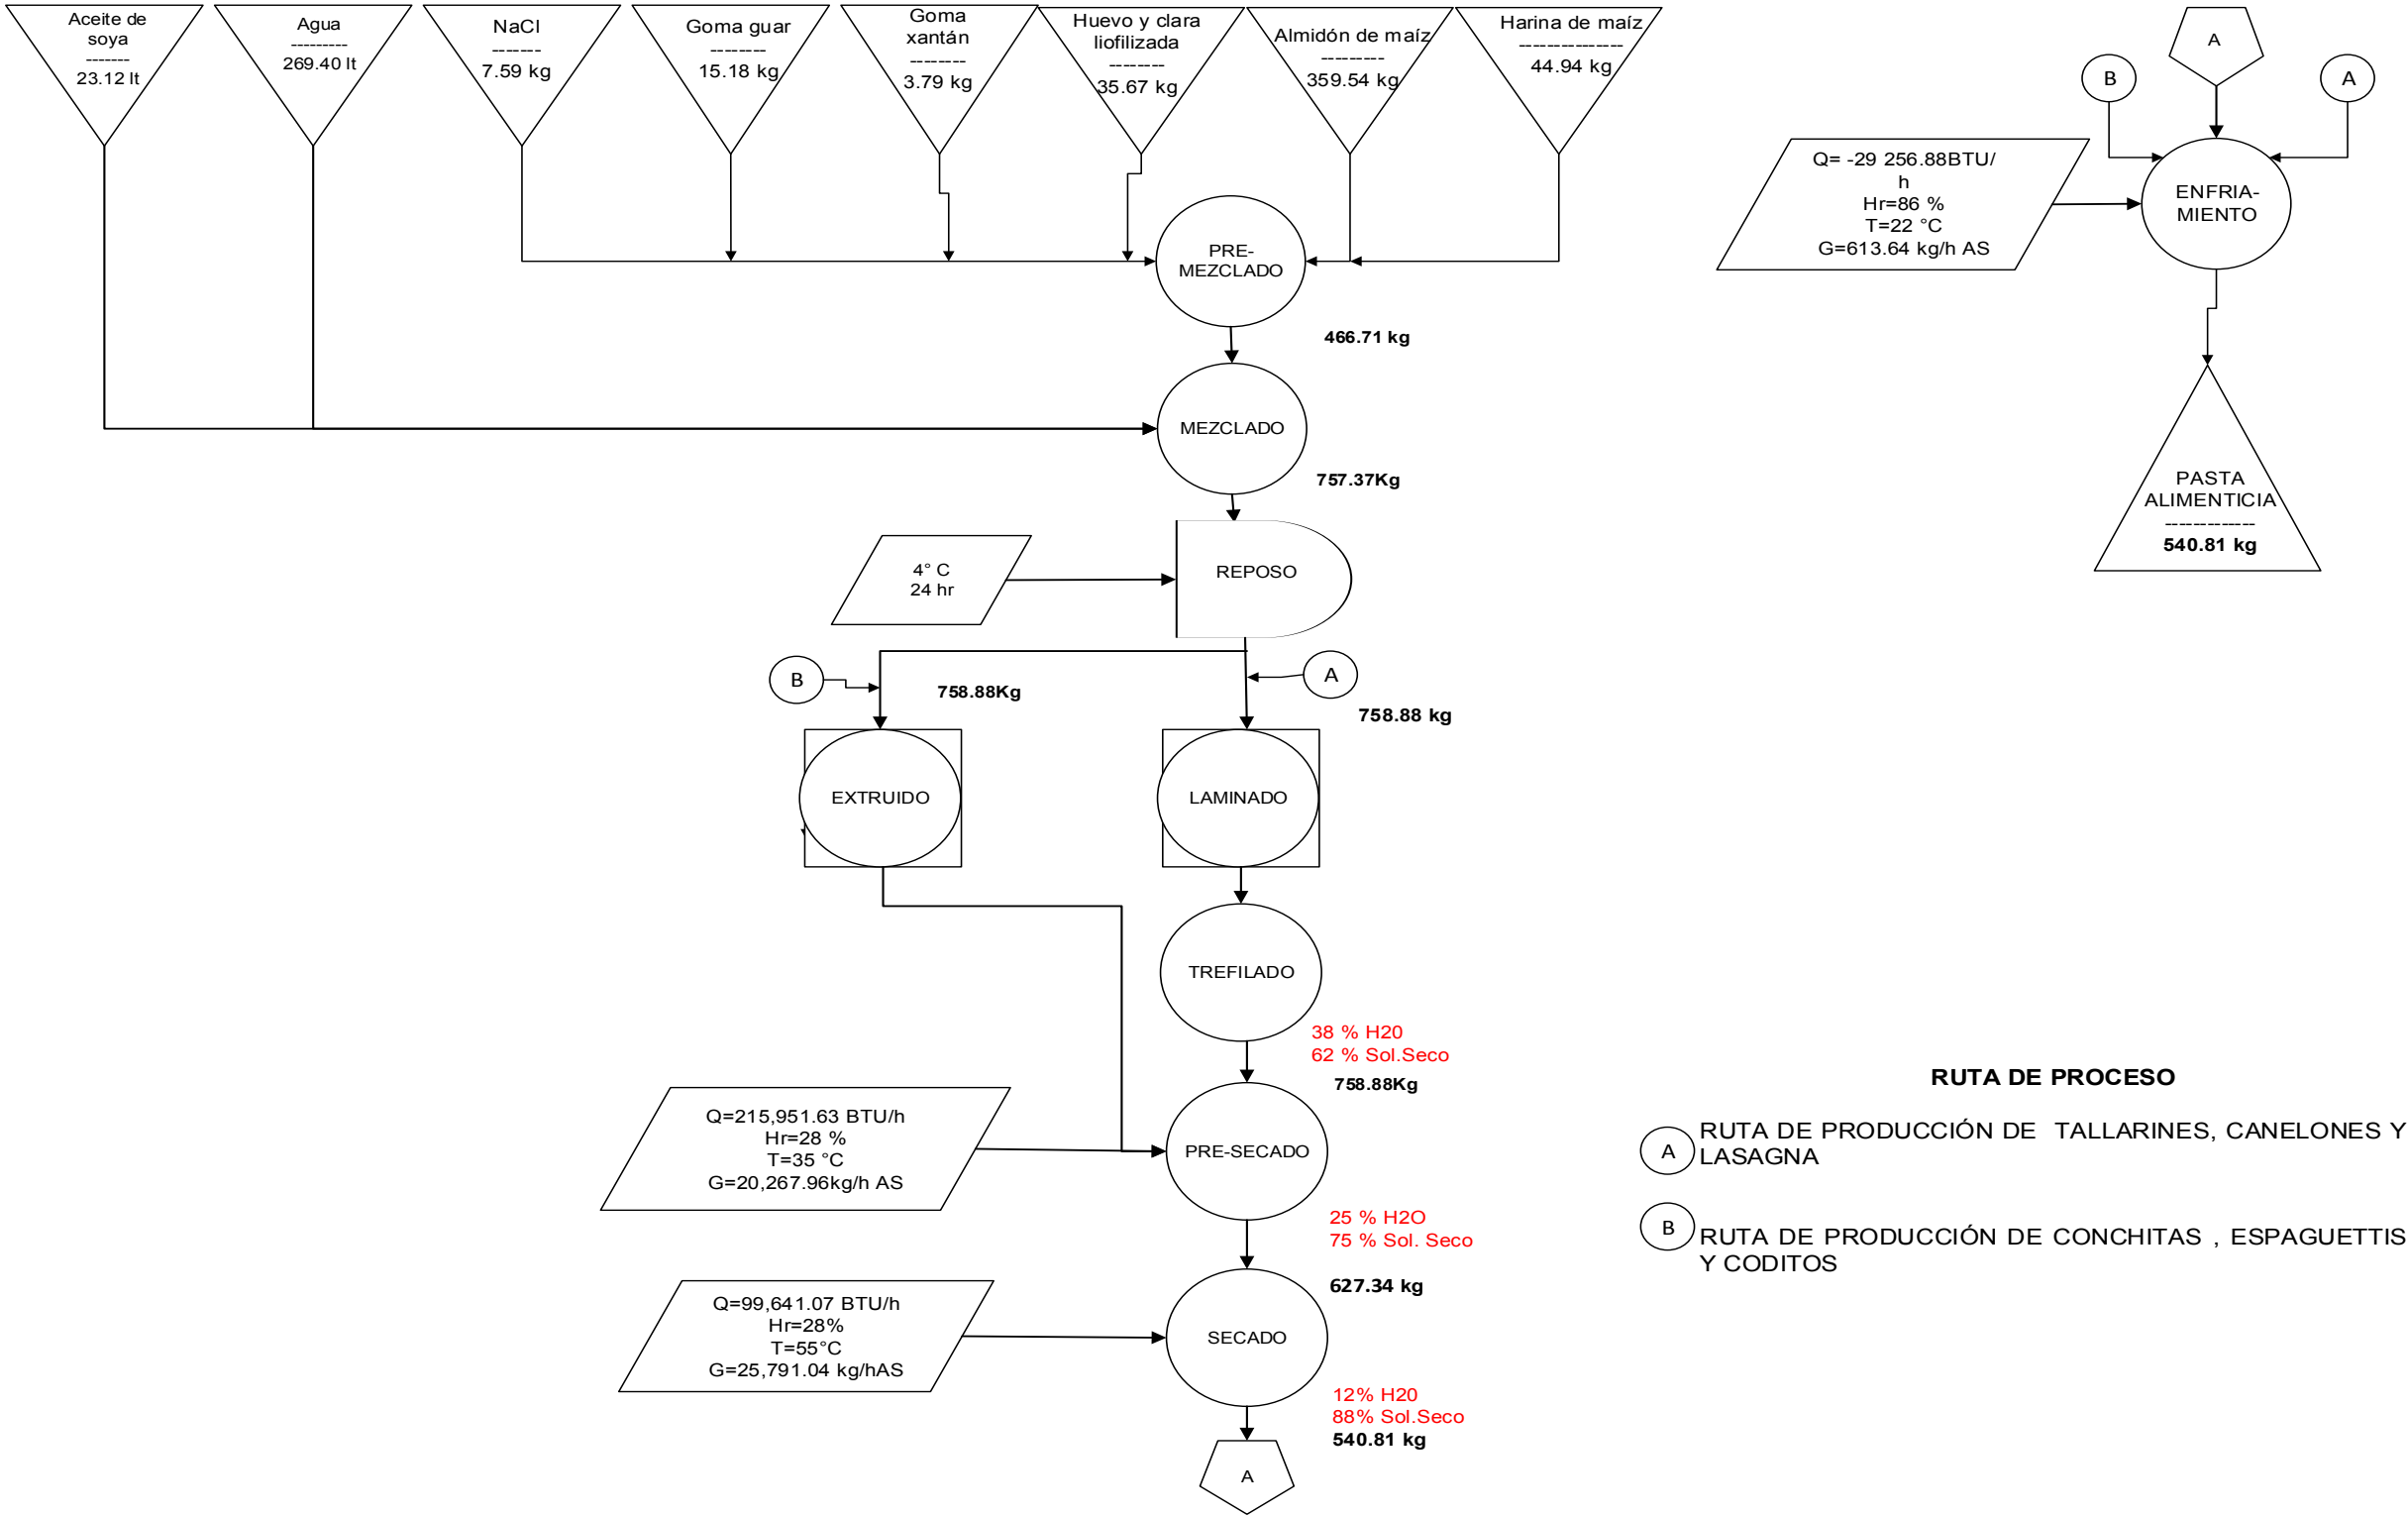 Aceite de
soya
-------
23.12 lt
Agua
---------
269.40 lt
NaCl
-------
7.59 kg
Goma guar
--------
15.18 kg
Goma
xantán
--------
3.79 kg
Huevo y clara
liofilizada
--------
35.67 kg
Almidón de maíz
---------
359.54 kg
Harina de maíz
---------------
44.94 kg
PRE-
MEZCLADO
466.71 kg
MEZCLADO
757.37Kg
4° C
24 hr
REPOSO
B
758.88Kg
A
758.88 kg
EXTRUIDO
LAMINADO
TREFILADO
38 % H20
62 % Sol.Seco
758.88Kg
Q=215,951.63 BTU/h
Hr=28 %
T=35 °C
G=20,267.96kg/h AS
PRE-SECADO
25 % H2O
75 % Sol. Seco
627.34 kg
Q=99,641.07 BTU/h
Hr=28%
T=55°C
G=25,791.04 kg/hAS
SECADO
12% H20
88% Sol.Seco
540.81 kg
A
A
B
A
Q= -29 256.88BTU/
h
Hr=86 %
T=22 °C
G=613.64 kg/h AS
ENFRIA-
MIENTO
PASTA
ALIMENTICIA
-------------
540.81 kg
RUTA DE PROCESO
A
RUTA DE PRODUCCIÓN DE TALLARINES, CANELONES Y
LASAGNA
B
RUTA DE PRODUCCIÓN DE CONCHITAS , ESPAGUETTIS
Y CODITOS